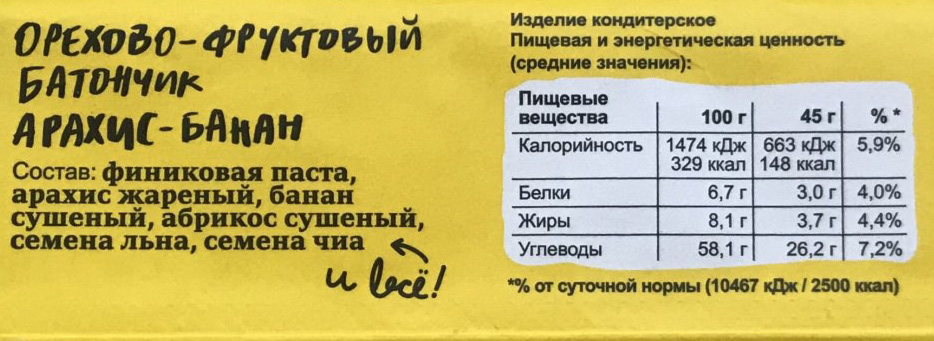 ОРЕХОВО-ФРУКТОВЫЙ
БАТОНЧИК
АРАХИС-БАНАН
Состав: финиковая паста,
арахис жареный, банан
сушеный, абрикос сушеный,
семена льна, семена чиа
и всё!
Изделие кондитерское
Пищевая и энергетическая ценность
(средние значения):
Пищевые вещества 100 г 45 г % *
Калорийность 1474 кДж 663 кДж 5,9%
329 ккал 148 ккал
Белки 6,7 г 3,0 г 4,0%
Жиры 8,1 г 3,7 г 4,4%
Углеводы 58,1 г 26,2 г 7,2%
*% от суточной нормы (10467 кДж / 2500 ккал)